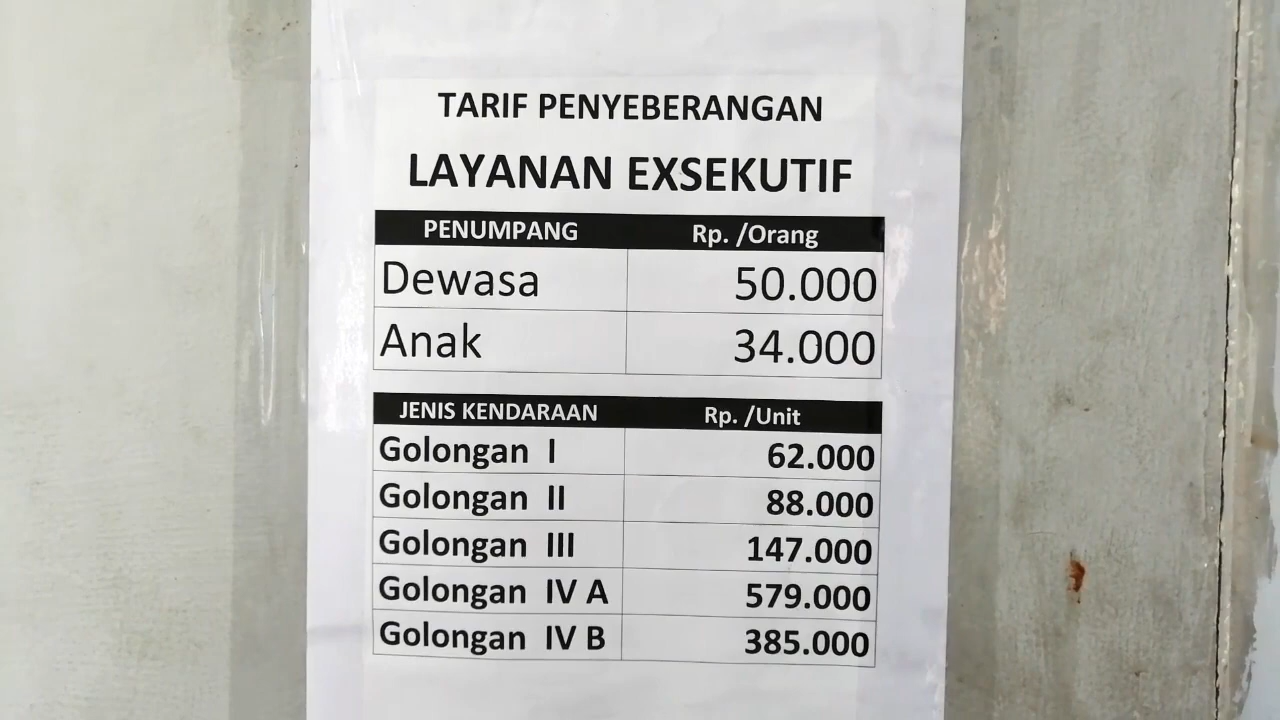 TARIF PENYEBERANGAN
LAYANAN EXSEKUTIF
PENUMPANG Rp. /Orang
Dewasa 50.000
Anak 34.000
JENIS KENDARAAN Rp. /Unit
Golongan I 62.000
Golongan II 88.000
Golongan III 147.000
Golongan IV A 579.000
Golongan IV B 385.000